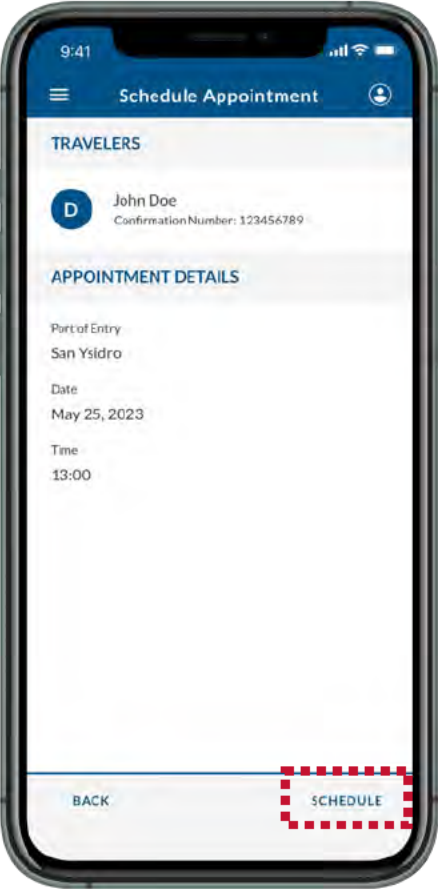 9:41
Schedule Appointment
TRAVELERS
D
John Doe
Confirmation Number: 123456789
APPOINTMENT DETAILS
Port of Entry
San Ysidro
Date
May 25, 2023
Time
13:00
BACK
SCHEDULE